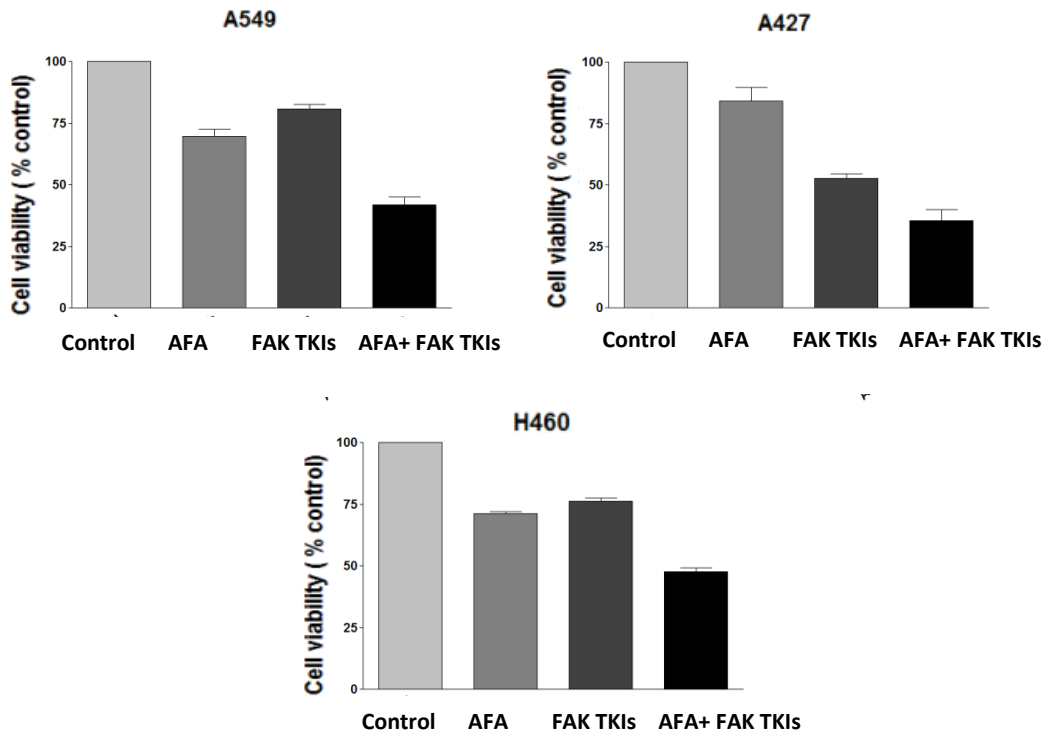 A549
Cell viability ( % control)
100
75
50
25
0
Control AFA FAK TKIs AFA+ FAK TKIs
A427
Cell viability ( % control)
100
75
50
25
0
Control AFA FAK TKIs AFA+ FAK TKIs
H460
Cell viability ( % control)
100
75
50
25
0
Control AFA FAK TKIs AFA+ FAK TKIs